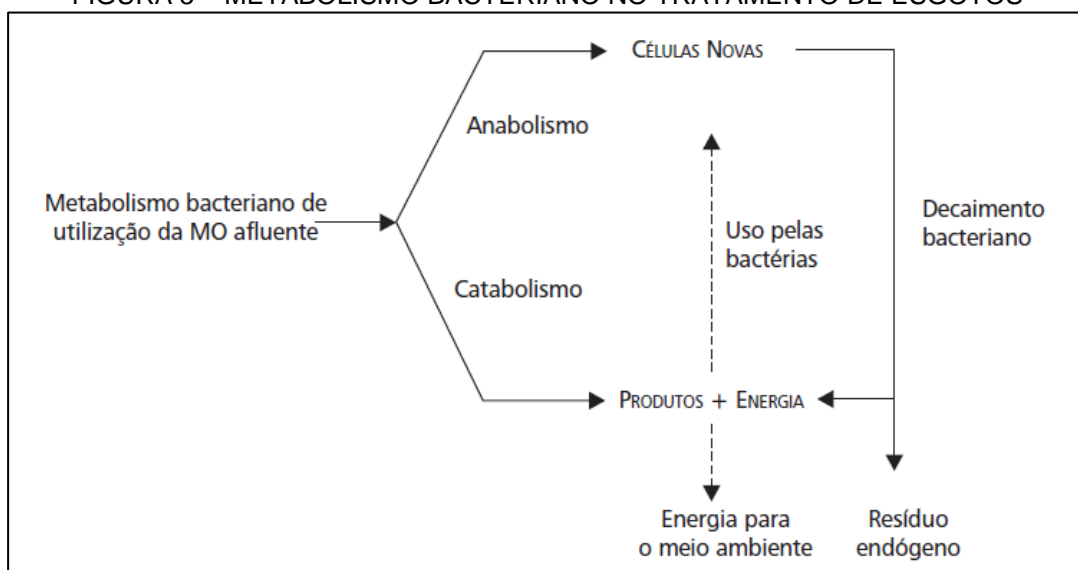 FIGURA 6 – METABOLISMO BACTERIANO NO TRATAMENTO DE ESGOTOS
CÉLULAS NOVAS
Anabolismo
Metabolismo bacteriano de
utilização da MO afluente
Uso pelas
bactérias
Decaimento
bacteriano
Catabolismo
PRODUTOS + ENERGIA
Energia para
o meio ambiente
Resíduo
endógeno